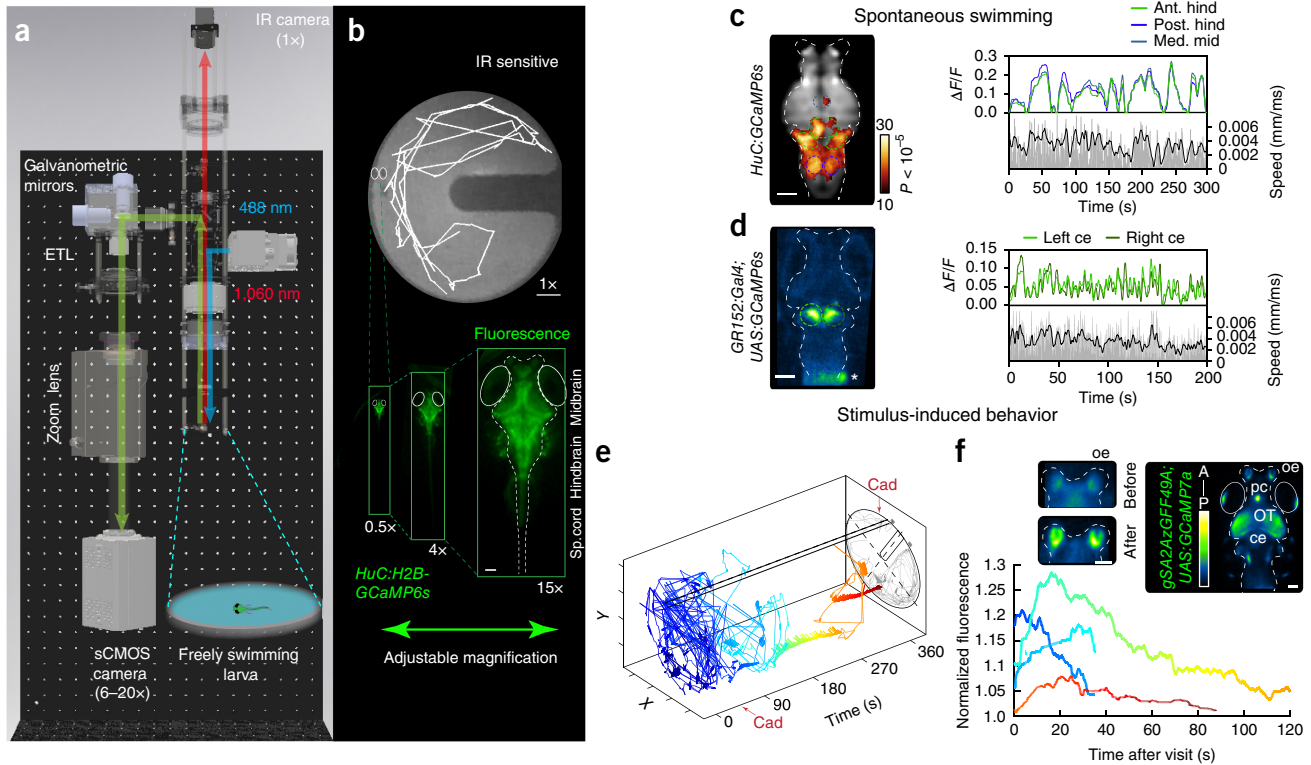 a
IR camera
(1×)
Galvanometric
mirrors
488 nm
ETL
1,060 nm
Zoom lens
sCMOS
camera
(6–20×)
Freely swimming
larva
b
IR sensitive
1×
Fluorescence
0.5×
4×
15×
Sp.cord Hindbrain Midbrain
HuC:H2B-
GCaMP6s
Adjustable magnification
c
Spontaneous swimming
Ant. hind
Post. hind
Med. mid
HuC:GCaMP6s
30
P < 10⁻⁵
10
ΔF/F
0.3
0.2
0.1
0.0
0.006
0.004
0.002
0
Speed (mm/ms)
0 50 100 150 200 250 300
Time (s)
d
GR152:Gal4;
UAS:GCaMP6s
*
Left ce Right ce
ΔF/F
0.15
0.10
0.05
0.00
0.006
0.004
0.002
0
Speed (mm/ms)
0 50 100 150 200
Time (s)
Stimulus-induced behavior
e
Cad
Y
X
0 90 180 270 360
Cad
Time (s)
f
oe
Before
After
gSA2AzGFF49A;
UAS:GCaMP7a
A
P
oe
pc
OT
ce
Normalized fluorescence
1.3
1.25
1.2
1.15
1.1
1.05
1.0
0 20 40 60 80 100 120
Time after visit (s)